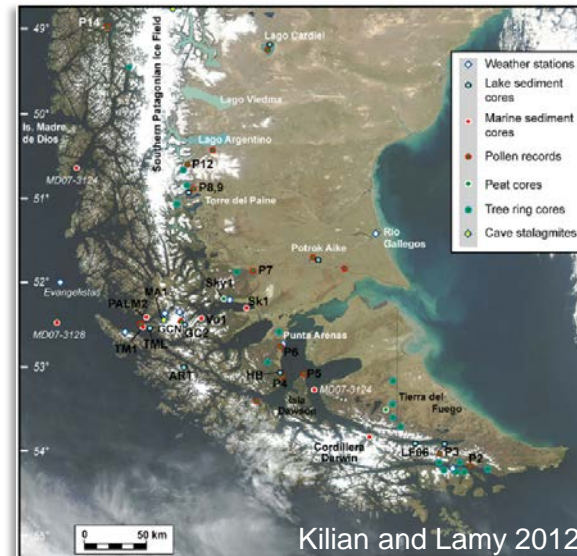 49°
P14
Southern Patagonian Ice Field
Lago Cardiel
Weather stations
Lake sediment
cores
Marine sediment
cores
Pollen records
Peat cores
Tree ring cores
Cave stalagmites
50°
Lago Viedma
Is. Madre
de Dios
Lago Argentino
P12
MD07-3124
P8,9
51°
Torre del Paine
Rio
Gallegos
Potrok Aike
52°
Evangelistas
Sky1
P7
MA1
PALM2
Sk1
MD07-3128
GCN
Vo1
GC2
TM1
TML
Punta Arenas
P6
53°
ART
HB
P4
P5
MD07-3124
Isla
Dawson
Tierra del
Fuego
Cordillera
Darwin
54°
LF06
P3
P2
0 50 km
Kilian and Lamy 2012